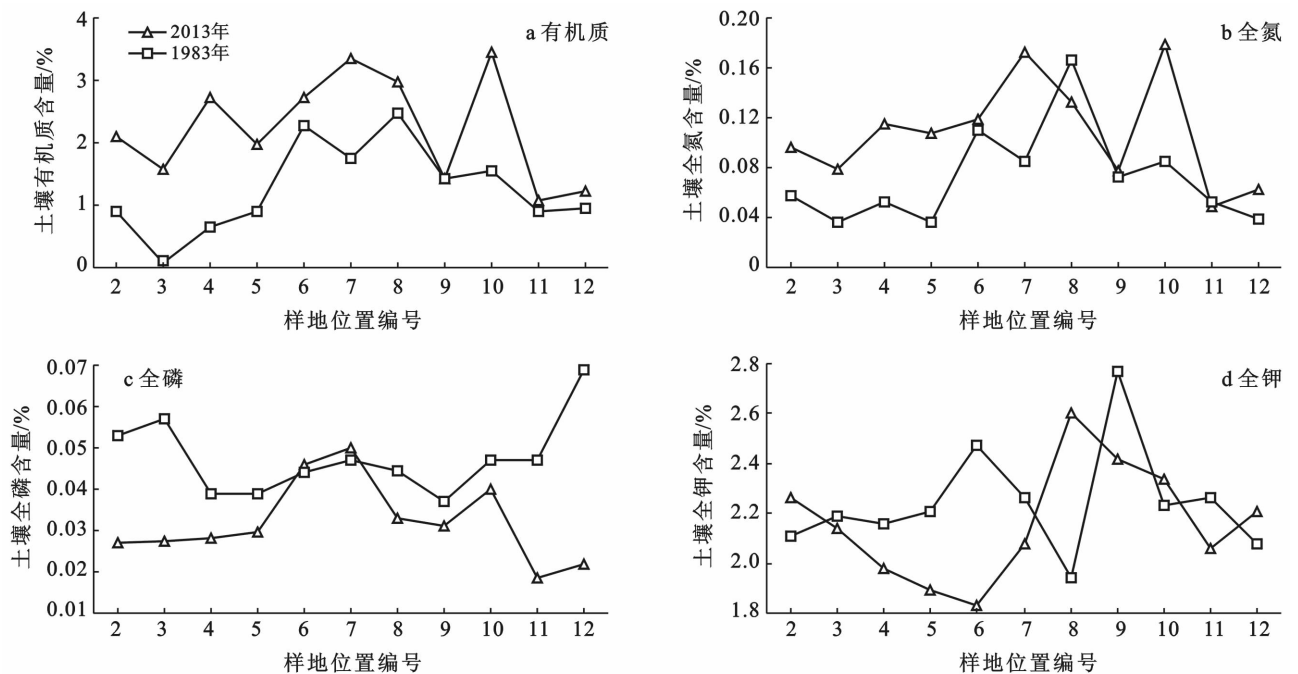 a 有机质
2013年
1983年
土壤有机质含量/%
4
3
2
1
0
2 3 4 5 6 7 8 9 10 11 12
样地位置编号
b 全氮
土壤全氮含量/%
0.20
0.16
0.12
0.08
0.04
0
2 3 4 5 6 7 8 9 10 11 12
样地位置编号
c 全磷
土壤全磷含量/%
0.07
0.06
0.05
0.04
0.03
0.02
0.01
2 3 4 5 6 7 8 9 10 11 12
样地位置编号
d 全钾
土壤全钾含量/%
2.8
2.6
2.4
2.2
2.0
1.8
2 3 4 5 6 7 8 9 10 11 12
样地位置编号